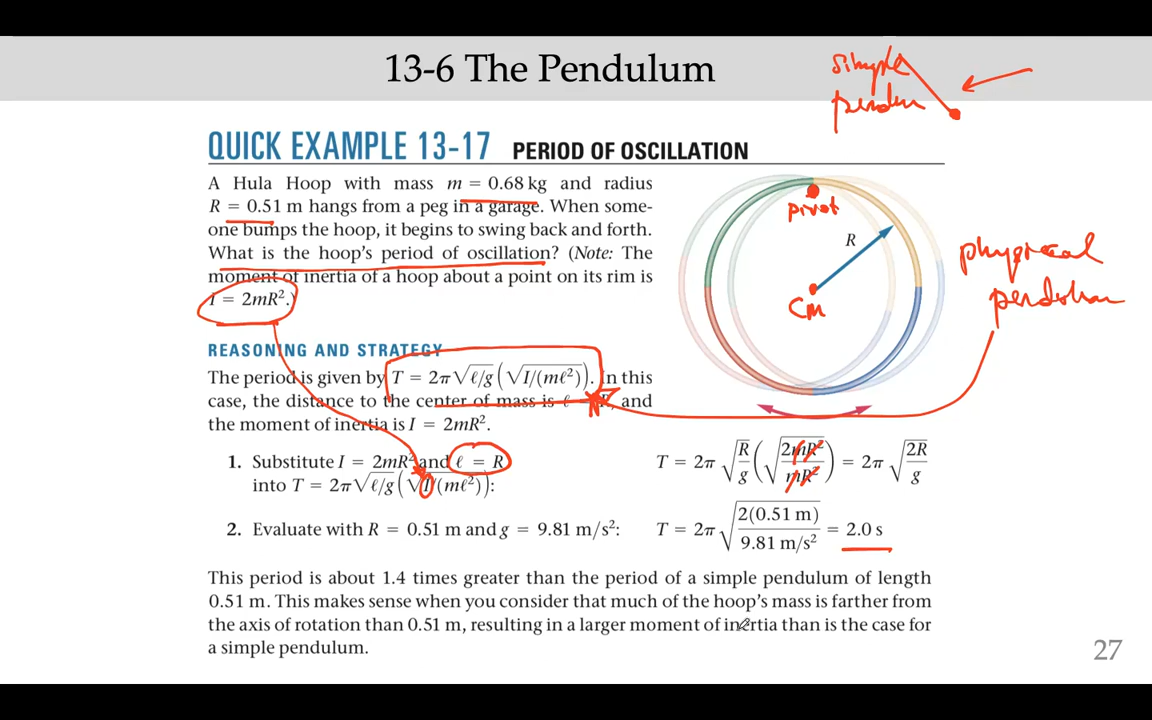 13-6 The Pendulum
simple
pendu
QUICK EXAMPLE 13-17 PERIOD OF OSCILLATION
A Hula Hoop with mass m = 0.68 kg and radius
R = 0.51 m hangs from a peg in a garage. When some-
one bumps the hoop, it begins to swing back and forth.
What is the hoop's period of oscillation? (Note: The
moment of inertia of a hoop about a point on its rim is
I = 2mR².)
pivot
R
CM
physical
pendulum
REASONING AND STRATEGY
The period is given by T = 2π√ℓ/g(√I/(mℓ²)). In this
case, the distance to the center of mass is ℓ = R, and
the moment of inertia is I = 2mR².
1. Substitute I = 2mR² and ℓ = R
into T = 2π√ℓ/g(√I/(mℓ²)):
T = 2π√(R/g)(√(2mR²/mR²)) = 2π√(2R/g)
2. Evaluate with R = 0.51 m and g = 9.81 m/s²:
T = 2π√(2(0.51 m)/9.81 m/s²) = 2.0 s
This period is about 1.4 times greater than the period of a simple pendulum of length
0.51 m. This makes sense when you consider that much of the hoop's mass is farther from
the axis of rotation than 0.51 m, resulting in a larger moment of inertia than is the case for
a simple pendulum.
27